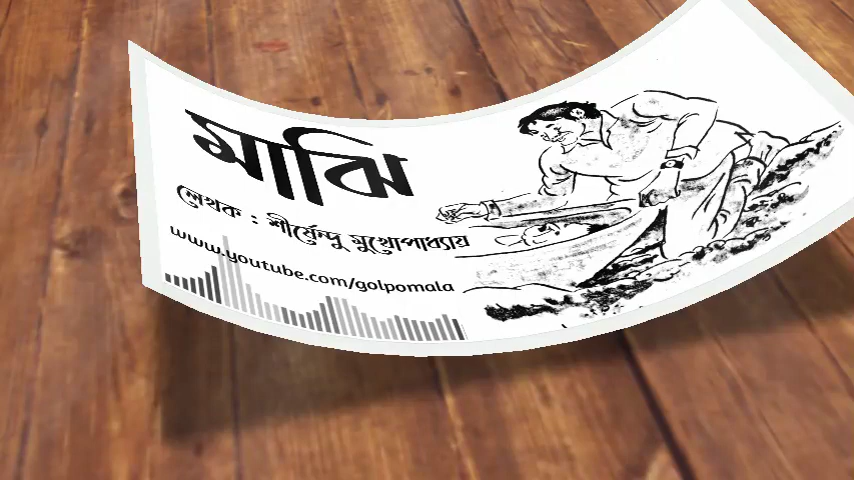 মাঝি
লেখক : শীর্ষেন্দু মুখোপাধ্যায়
www.youtube.com/golpomala